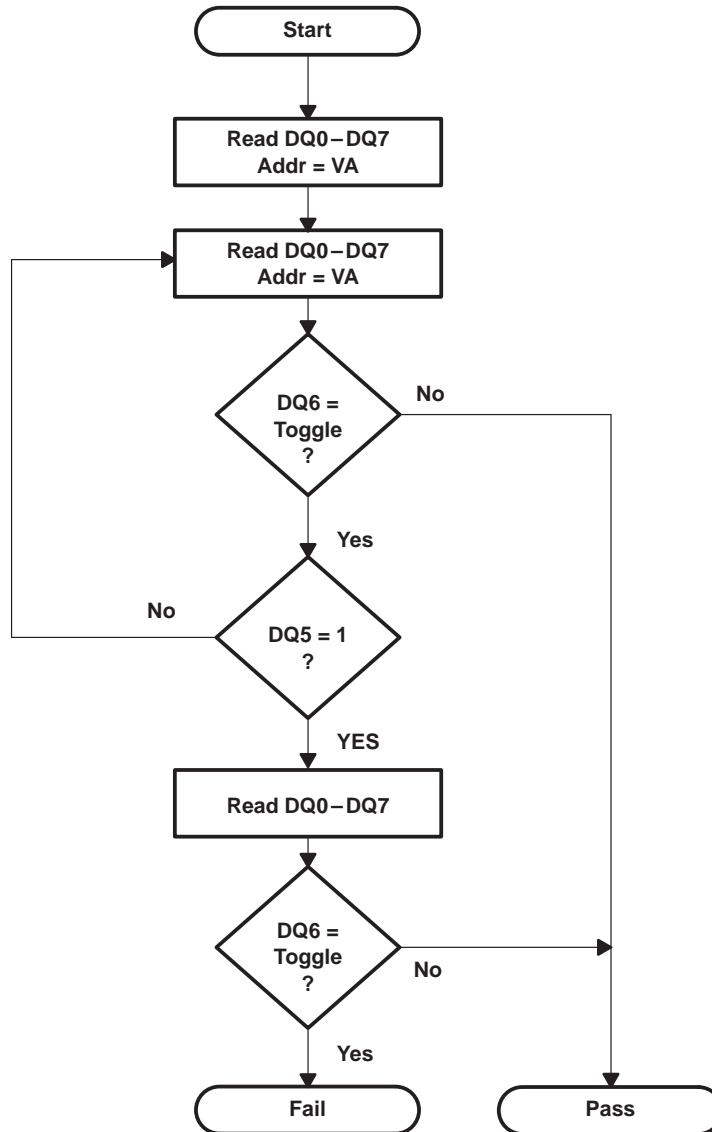 Start
Read DQ0–DQ7
Addr = VA
Read DQ0–DQ7
Addr = VA
DQ6 =
Toggle
?
No
Yes
No
DQ5 = 1
?
YES
Read DQ0–DQ7
DQ6 =
Toggle
?
No
Yes
Fail
Pass